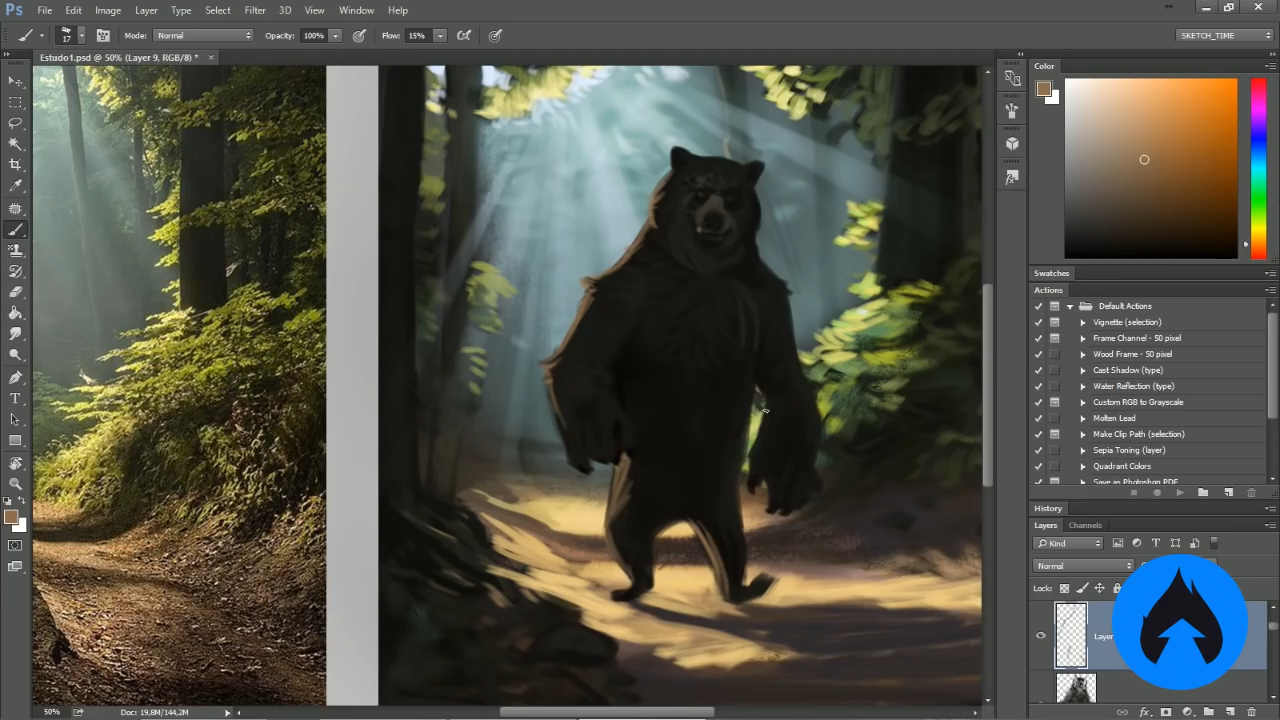 Ps File Edit Image Layer Type Select Filter 3D View Window Help
17 Mode: Normal Opacity: 100% Flow: 15% SKETCH_TIME
Estudo1.psd @ 50% (Layer 9, RGB/8) * ×
Color
Swatches
Actions
Default Actions
Vignette (selection)
Frame Channel - 50 pixel
Wood Frame - 50 pixel
Cast Shadow (type)
Water Reflection (type)
Custom RGB to Grayscale
Molten Lead
Make Clip Path (selection)
Sepia Toning (layer)
Quadrant Colors
Save as Photoshop PDF
History
Layers Channels
Kind
Normal
Lock:
Layer
50% Doc: 19,8M/144,2M